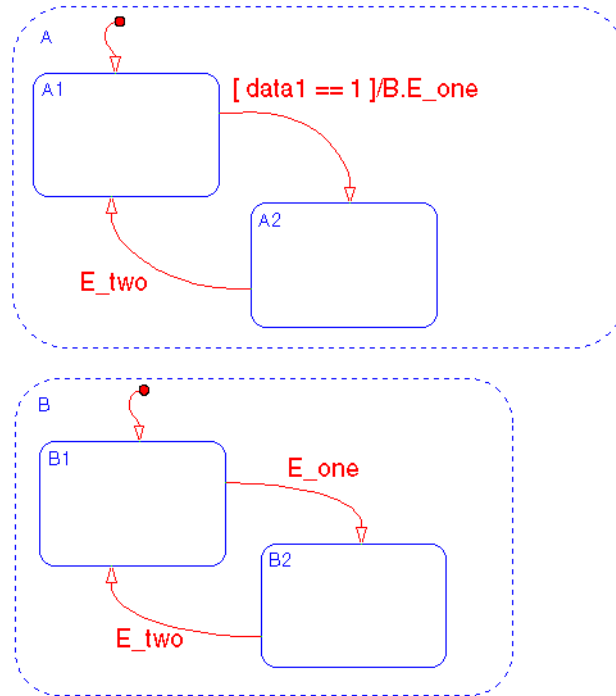 A
A1
[ data1 == 1 ]/B.E_one
A2
E_two
B
B1
E_one
B2
E_two